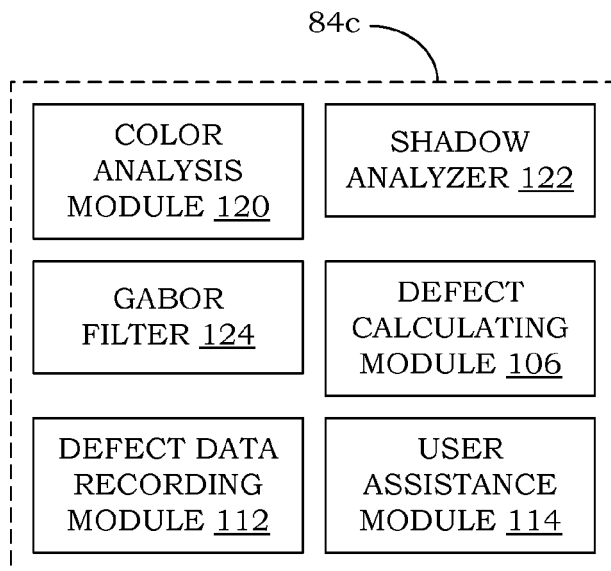 84c
COLOR
ANALYSIS
MODULE 120
SHADOW
ANALYZER 122
GABOR
FILTER 124
DEFECT
CALCULATING
MODULE 106
DEFECT DATA
RECORDING
MODULE 112
USER
ASSISTANCE
MODULE 114